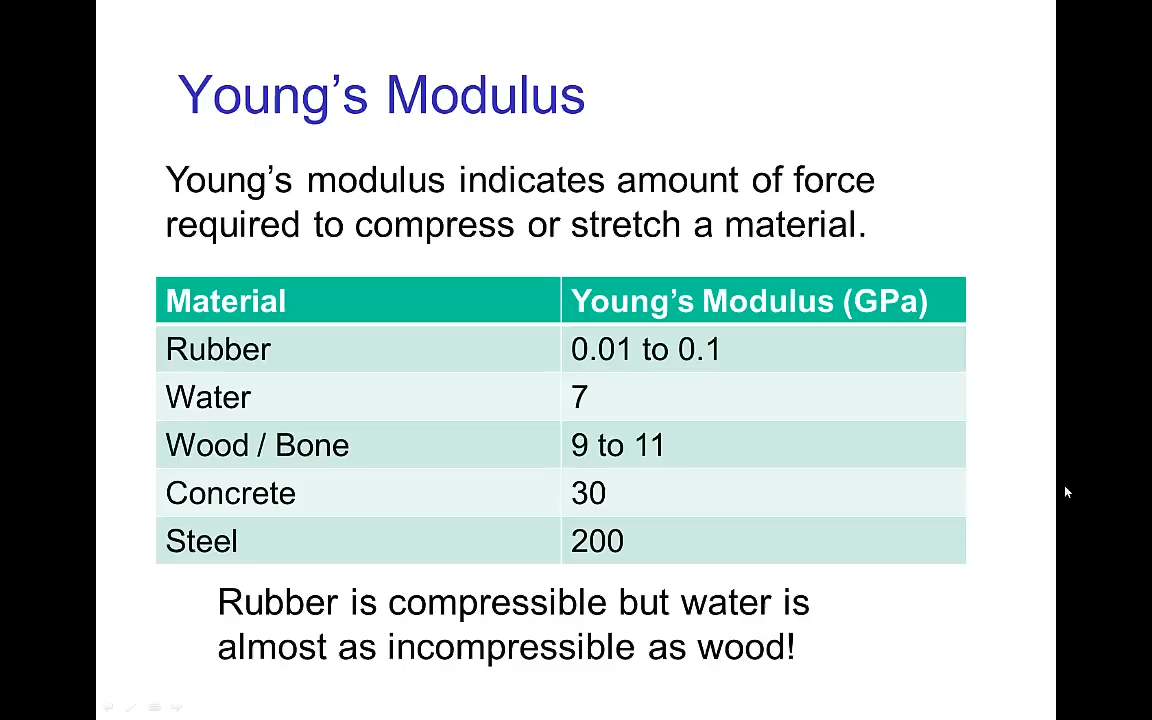 Young’s Modulus
Young’s modulus indicates amount of force
required to compress or stretch a material.
Material Young’s Modulus (GPa)
Rubber 0.01 to 0.1
Water 7
Wood / Bone 9 to 11
Concrete 30
Steel 200
Rubber is compressible but water is
almost as incompressible as wood!